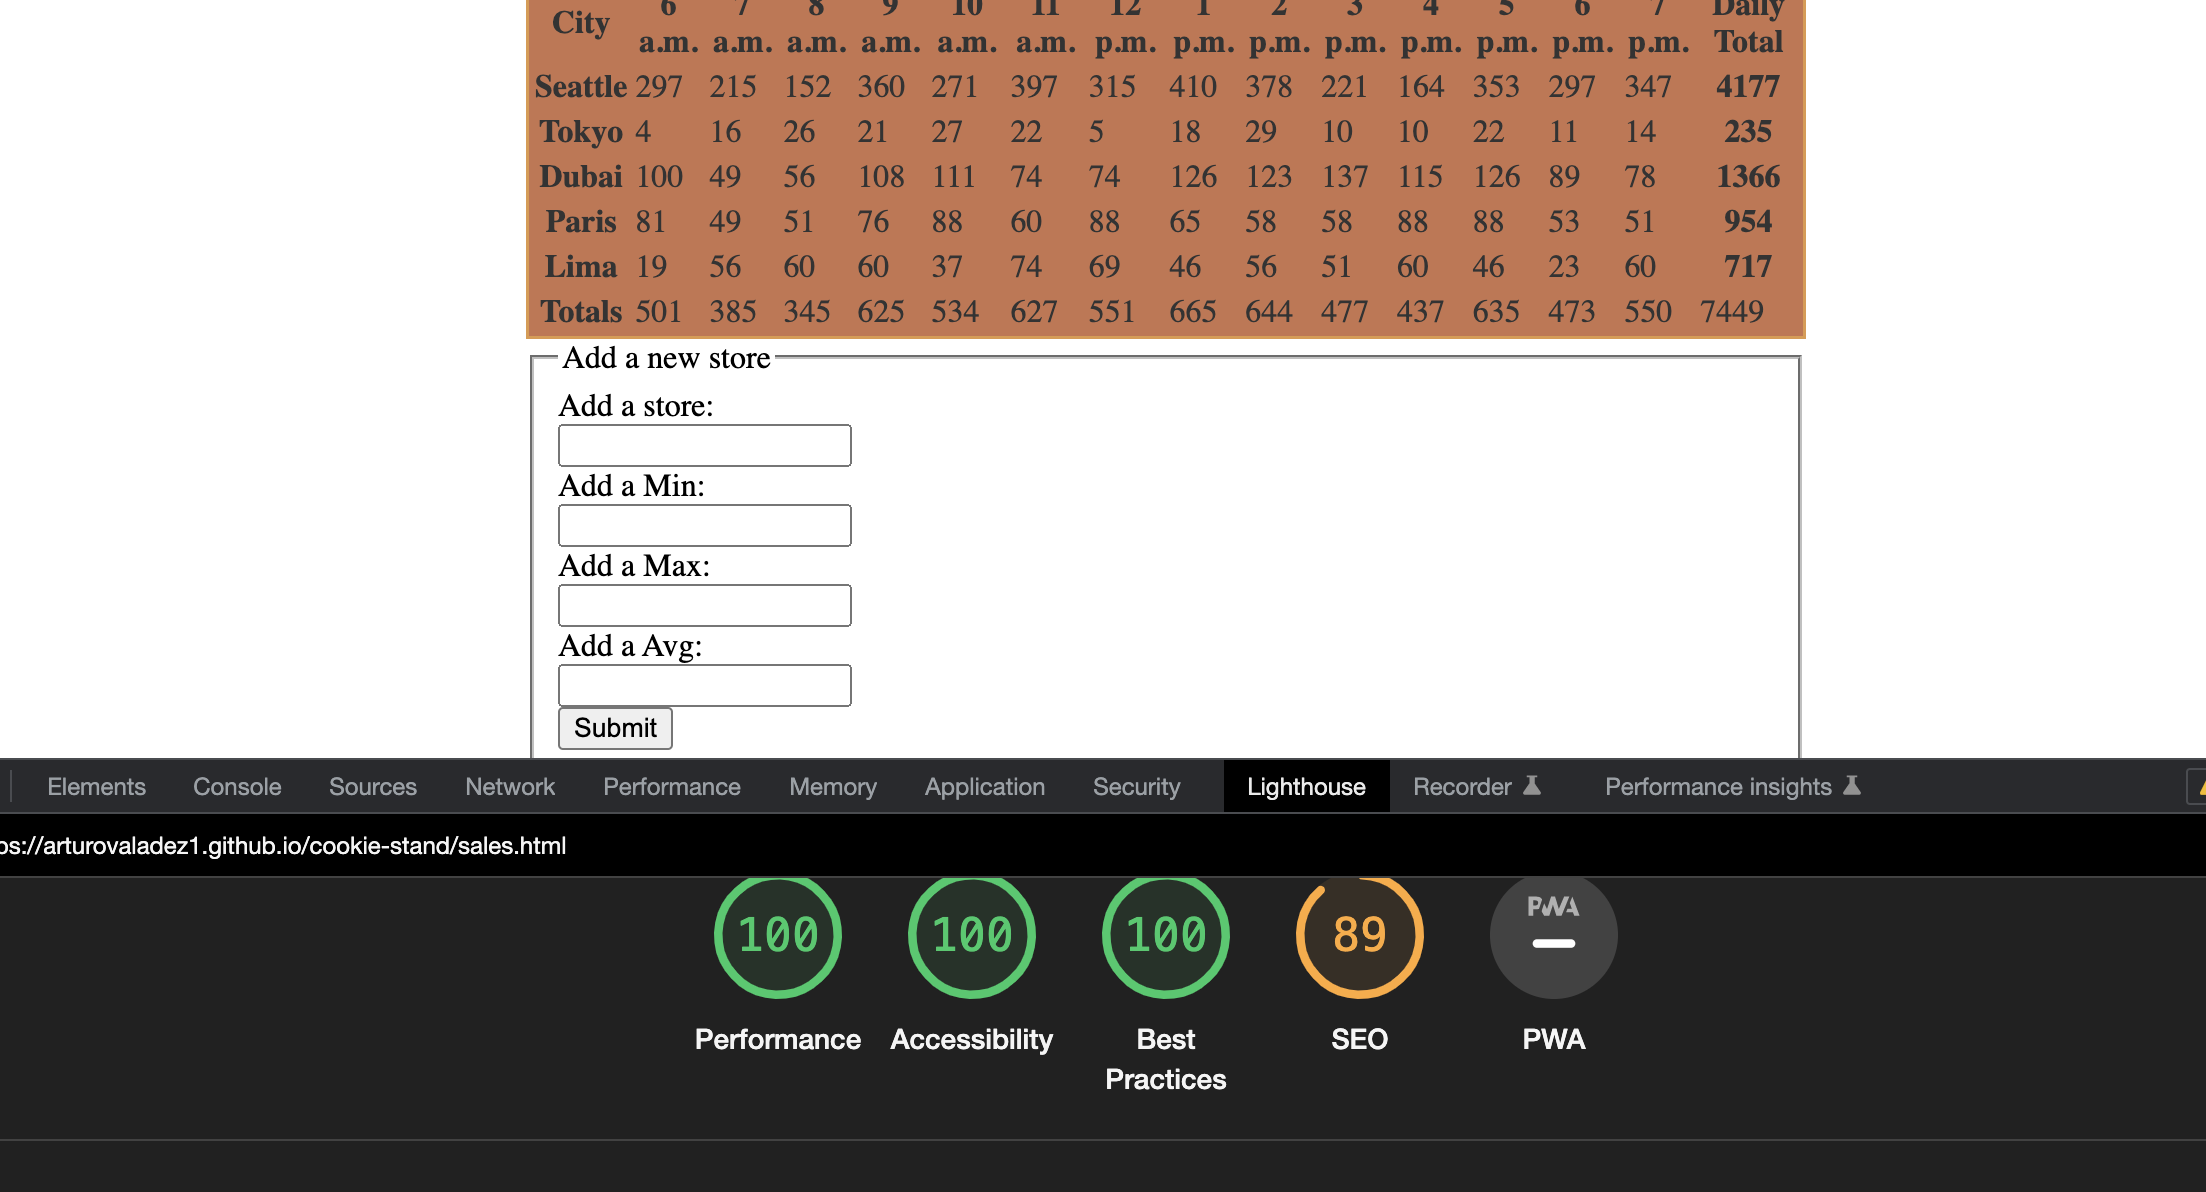 6 7 8 9 10 11 12 1 2 3 4 5 6 7 Daily
City a.m. a.m. a.m. a.m. a.m. a.m. p.m. p.m. p.m. p.m. p.m. p.m. p.m. p.m. Total
Seattle 297 215 152 360 271 397 315 410 378 221 164 353 297 347 4177
Tokyo 4 16 26 21 27 22 5 18 29 10 10 22 11 14 235
Dubai 100 49 56 108 111 74 74 126 123 137 115 126 89 78 1366
Paris 81 49 51 76 88 60 88 65 58 58 88 88 53 51 954
Lima 19 56 60 60 37 74 69 46 56 51 60 46 23 60 717
Totals 501 385 345 625 534 627 551 665 644 477 437 635 473 550 7449
Add a new store
Add a store:
Add a Min:
Add a Max:
Add a Avg:
Submit
Elements Console Sources Network Performance Memory Application Security Lighthouse Recorder Performance insights
ps://arturovaladez1.github.io/cookie-stand/sales.html
100 100 100 89 PWA
Performance Accessibility Best Practices SEO PWA